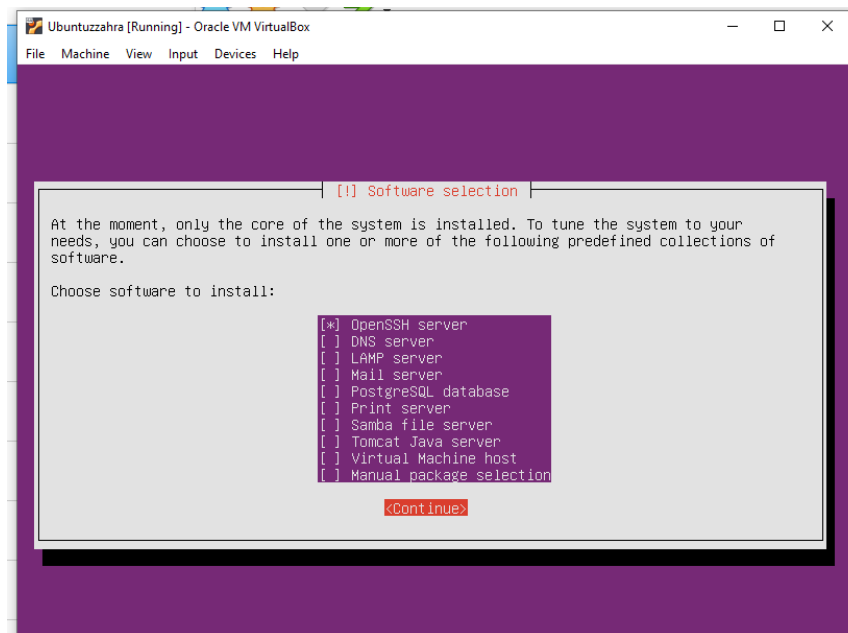 Ubuntuzzahra [Running] - Oracle VM VirtualBox
File Machine View Input Devices Help
[!] Software selection
At the moment, only the core of the system is installed. To tune the system to your
needs, you can choose to install one or more of the following predefined collections of
software.
Choose software to install:
[*] OpenSSH server
[ ] DNS server
[ ] LAMP server
[ ] Mail server
[ ] PostgreSQL database
[ ] Print server
[ ] Samba file server
[ ] Tomcat Java server
[ ] Virtual Machine host
[ ] Manual package selection
<Continue>